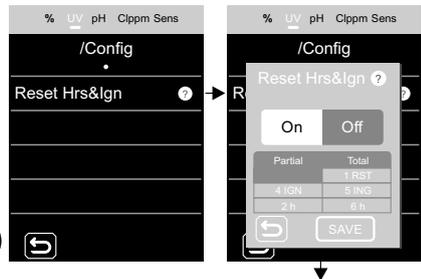 % UV pH Clppm Sens
/Config
Reset Hrs&Ign ?
% UV pH Clppm Sens
/Config
R
Reset Hrs&Ign ?
?
On Off
Partial Total
1 RST
4 IGN 5 ING
2 h 6 h
SAVE